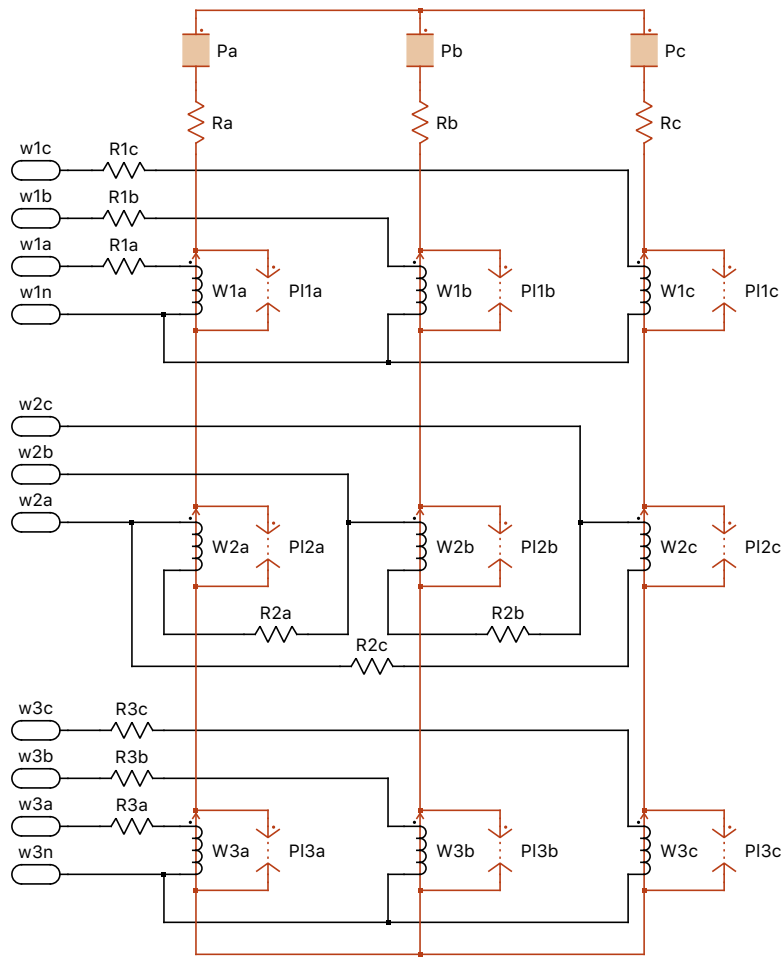 Pa Pb Pc
Ra Rb Rc
w1c R1c
w1b R1b
w1a R1a
w1n W1a Pl1a W1b Pl1b W1c Pl1c
w2c
w2b
w2a
W2a Pl2a W2b Pl2b W2c Pl2c
R2a R2b
R2c
w3c R3c
w3b R3b
w3a R3a
w3n W3a Pl3a W3b Pl3b W3c Pl3c